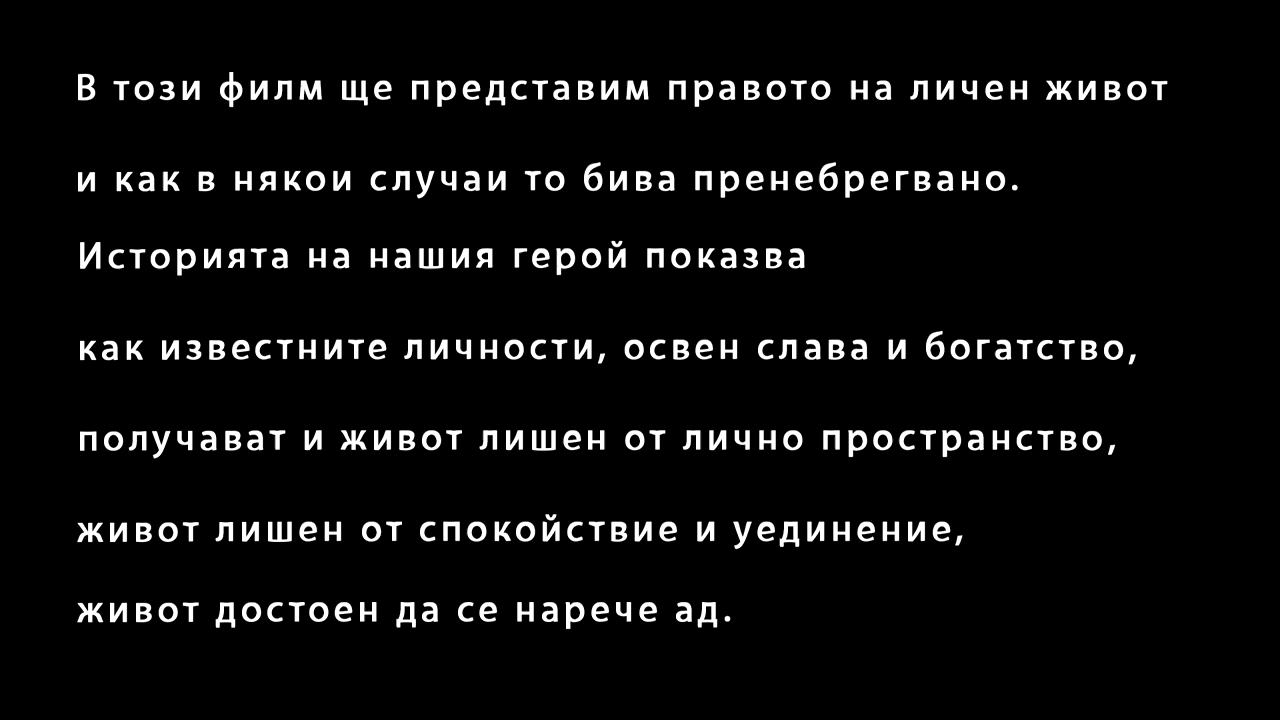 В този филм ще представим правото на личен живот
и как в някои случаи то бива пренебрегвано.
Историята на нашия герой показва
как известните личности, освен слава и богатство,
получават и живот лишен от лично пространство,
живот лишен от спокойствие и уединение,
живот достоен да се нарече ад.